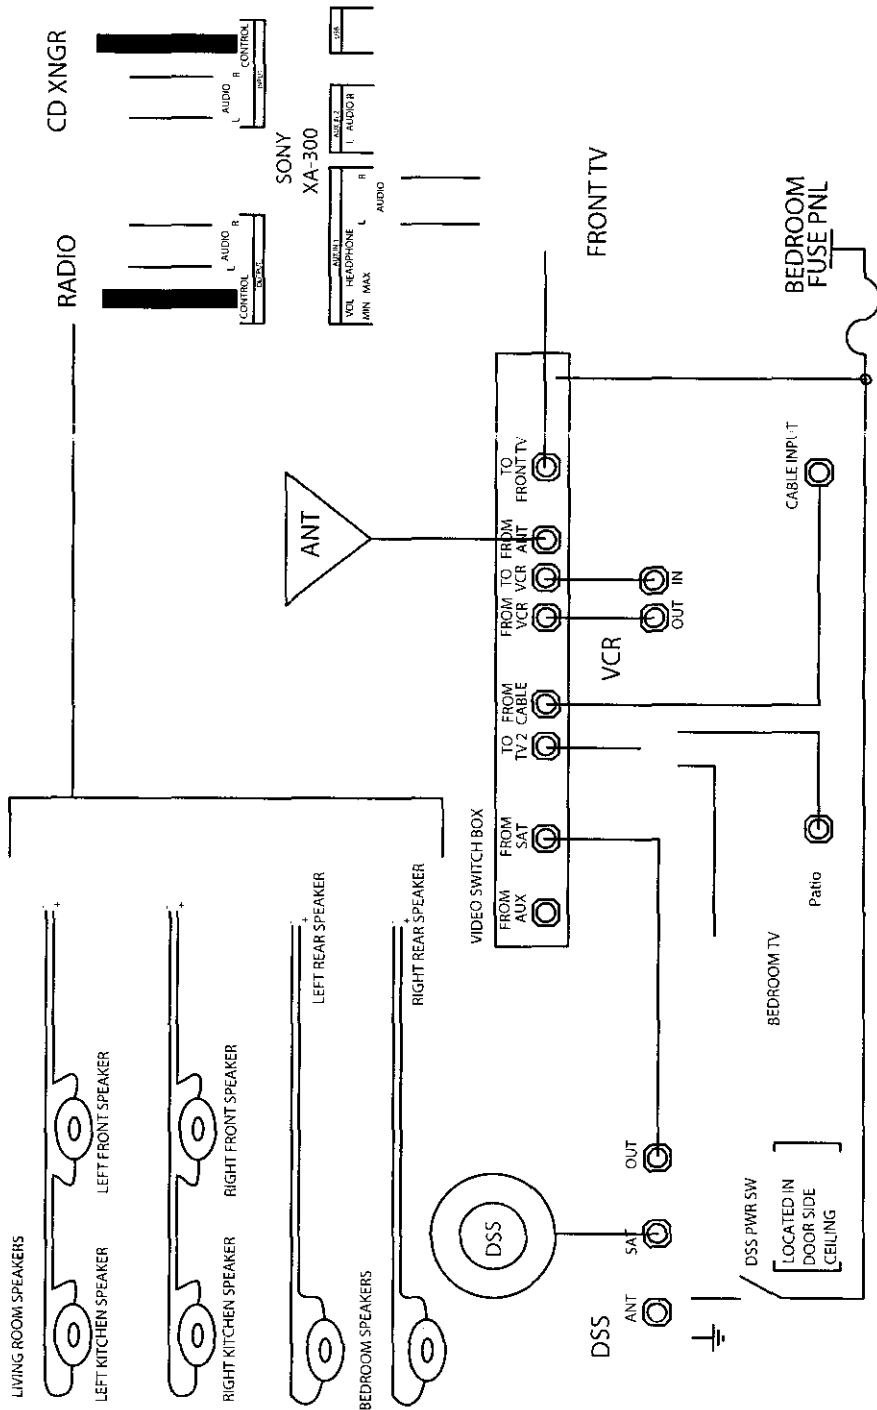 LIVING ROOM SPEAKERS
LEFT KITCHEN SPEAKER
LEFT FRONT SPEAKER
- +
RIGHT KITCHEN SPEAKER
RIGHT FRONT SPEAKER
- +
LEFT REAR SPEAKER
- +
BEDROOM SPEAKERS
RIGHT REAR SPEAKER
- +
RADIO
CONTROL
L AUDIO R
OUTPUT
CD XNGR
L AUDIO R
CONTROL
INPUT
SONY
XA-300
AUX IN 1
VOL HEADPHONE
MIN MAX
L AUDIO R
AUX IN 2
L AUDIO R
USB
ANT
VIDEO SWITCH BOX
FROM
AUX
FROM
SAT
TO
TV 2
FROM
CABLE
FROM
VCR
TO
VCR
FROM
ANT
TO
FRONT TV
FRONT TV
VCR
OUT
IN
DSS
DSS
ANT
SAT
OUT
DSS PWR SW
LOCATED IN
DOOR SIDE
CEILING
BEDROOM TV
Patio
CABLE INPUT
BEDROOM
FUSE PNL